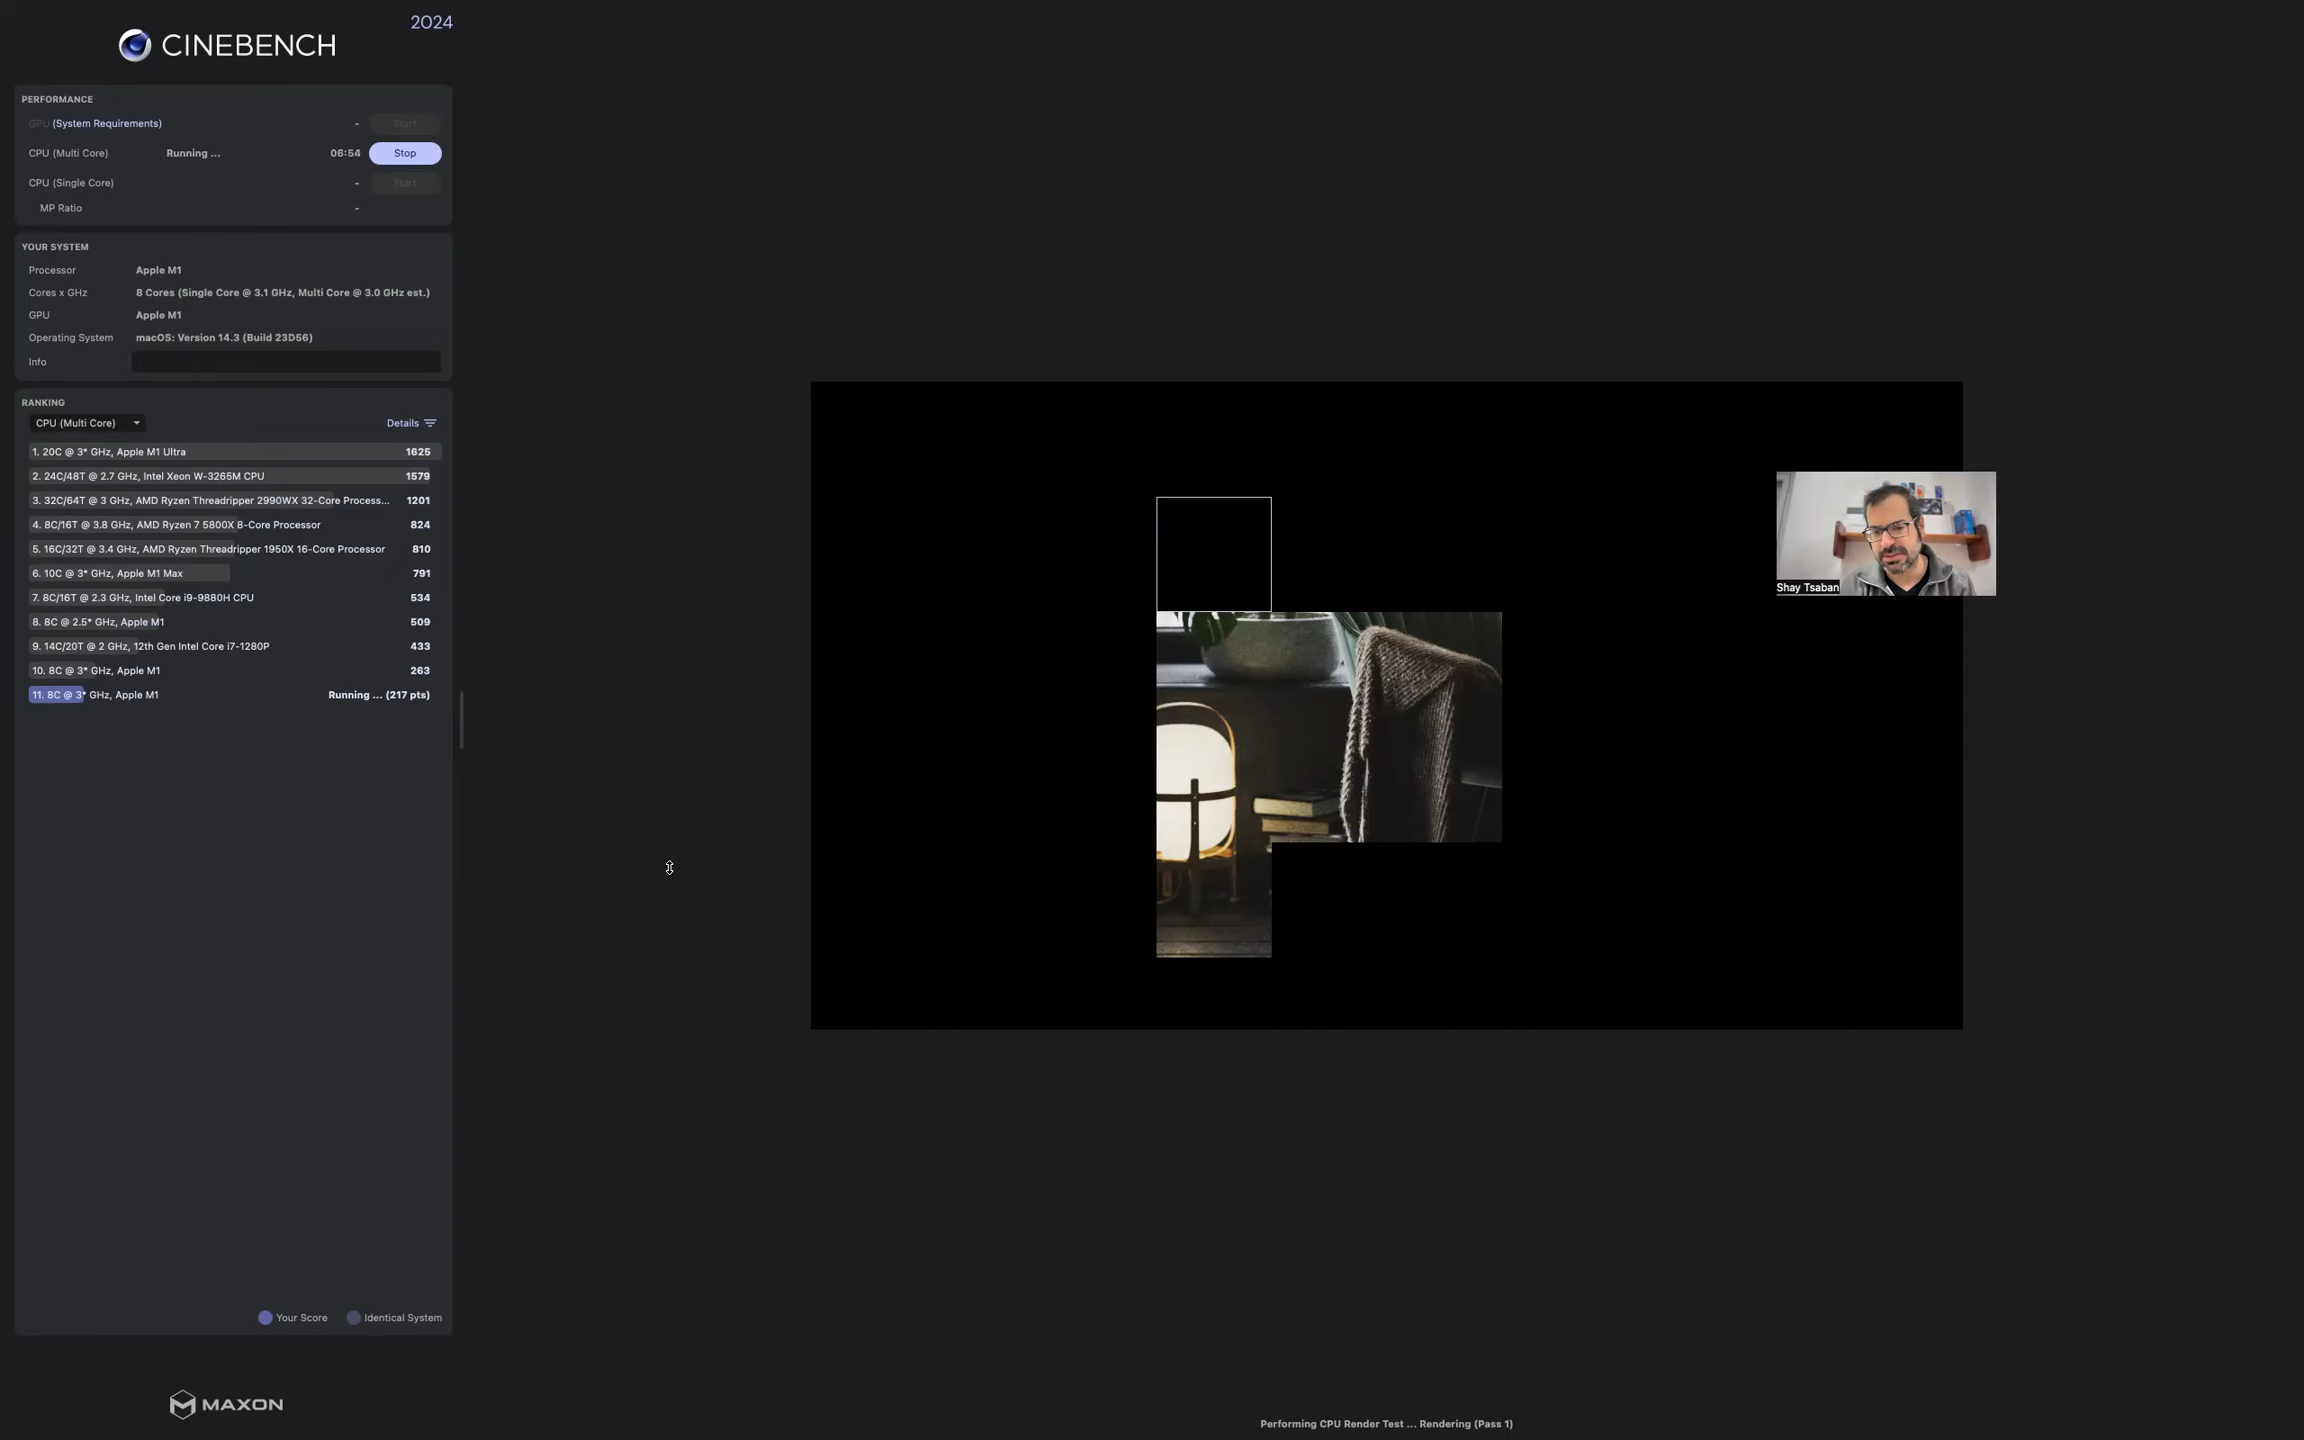 2024
CINEBENCH
PERFORMANCE
GPU (System Requirements) - Start
CPU (Multi Core) Running ... 06:54 Stop
CPU (Single Core) - Start
MP Ratio -
YOUR SYSTEM
Processor Apple M1
Cores x GHz 8 Cores (Single Core @ 3.1 GHz, Multi Core @ 3.0 GHz est.)
GPU Apple M1
Operating System macOS: Version 14.3 (Build 23D56)
Info
RANKING
CPU (Multi Core) Details
1. 20C @ 3* GHz, Apple M1 Ultra 1625
2. 24C/48T @ 2.7 GHz, Intel Xeon W-3265M CPU 1579
3. 32C/64T @ 3 GHz, AMD Ryzen Threadripper 2990WX 32-Core Process... 1201
4. 8C/16T @ 3.8 GHz, AMD Ryzen 7 5800X 8-Core Processor 824
5. 16C/32T @ 3.4 GHz, AMD Ryzen Threadripper 1950X 16-Core Processor 810
6. 10C @ 3* GHz, Apple M1 Max 791
7. 8C/16T @ 2.3 GHz, Intel Core i9-9880H CPU 534
8. 8C @ 2.5* GHz, Apple M1 509
9. 14C/20T @ 2 GHz, 12th Gen Intel Core i7-1280P 433
10. 8C @ 3* GHz, Apple M1 263
11. 8C @ 3* GHz, Apple M1 Running ... (217 pts)
Shay Tsaban
Your Score Identical System
MAXON
Performing CPU Render Test ... Rendering (Pass 1)